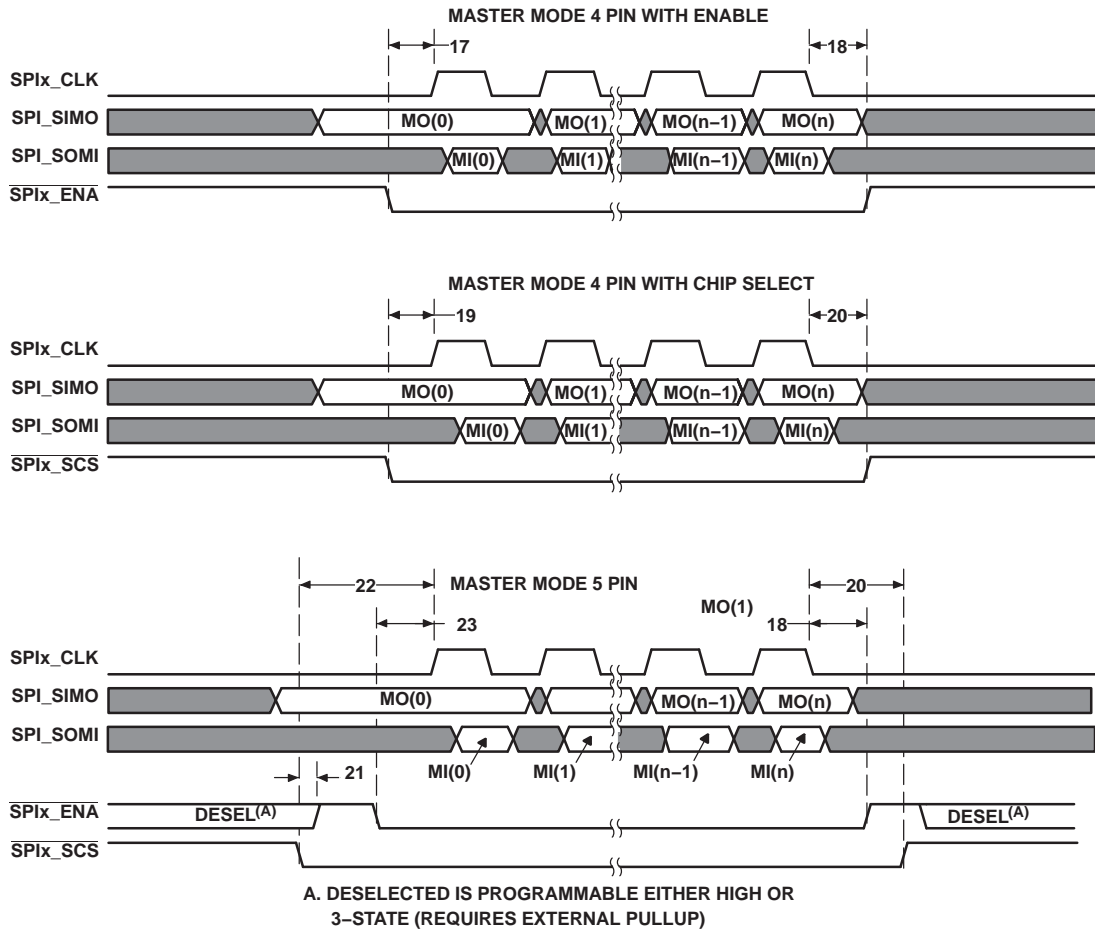 MASTER MODE 4 PIN WITH ENABLE
17
18
SPIx_CLK
SPI_SIMO
MO(0)
MO(1)
MO(n−1)
MO(n)
SPI_SOMI
MI(0)
MI(1)
MI(n−1)
MI(n)
SPIx_ENA
MASTER MODE 4 PIN WITH CHIP SELECT
19
20
SPIx_CLK
SPI_SIMO
MO(0)
MO(1)
MO(n−1)
MO(n)
SPI_SOMI
MI(0)
MI(1)
MI(n−1)
MI(n)
SPIx_SCS
22
MASTER MODE 5 PIN
20
MO(1)
23
18
SPIx_CLK
SPI_SIMO
MO(0)
MO(n−1)
MO(n)
SPI_SOMI
MI(0)
MI(1)
MI(n−1)
MI(n)
21
SPIx_ENA
DESEL(A)
DESEL(A)
SPIx_SCS
A. DESELECTED IS PROGRAMMABLE EITHER HIGH OR
3−STATE (REQUIRES EXTERNAL PULLUP)